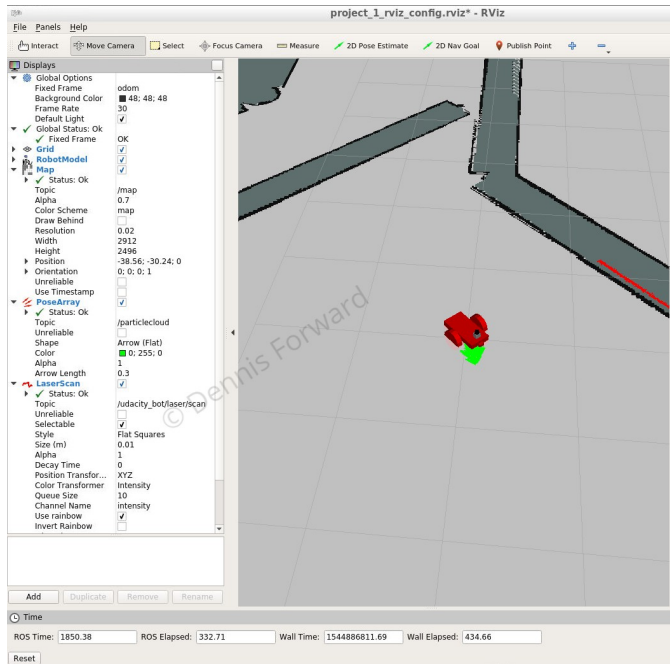 project_1_rviz_config.rviz* - RViz
File Panels Help
Interact Move Camera Select Focus Camera Measure 2D Pose Estimate 2D Nav Goal Publish Point
Displays
Global Options
Fixed Frame odom
Background Color 48; 48; 48
Frame Rate 30
Default Light
Global Status: Ok
Fixed Frame OK
Grid
RobotModel
Map
Status: Ok
Topic /map
Alpha 0.7
Color Scheme map
Draw Behind
Resolution 0.02
Width 2912
Height 2496
Position -38.56; -30.24; 0
Orientation 0; 0; 0; 1
Unreliable
Use Timestamp
PoseArray
Status: Ok
Topic /particlecloud
Unreliable
Shape Arrow (Flat)
Color 0; 255; 0
Alpha 1
Arrow Length 0.3
LaserScan
Status: Ok
Topic /udacity_bot/laser/scan
Unreliable
Selectable
Style Flat Squares
Size (m) 0.01
Alpha 1
Decay Time 0
Position Transfor... XYZ
Color Transformer Intensity
Queue Size 10
Channel Name intensity
Use rainbow
Invert Rainbow
© Dennis Forward
Add Duplicate Remove Rename
Time
ROS Time: 1850.38 ROS Elapsed: 332.71 Wall Time: 1544886811.69 Wall Elapsed: 434.66
Reset